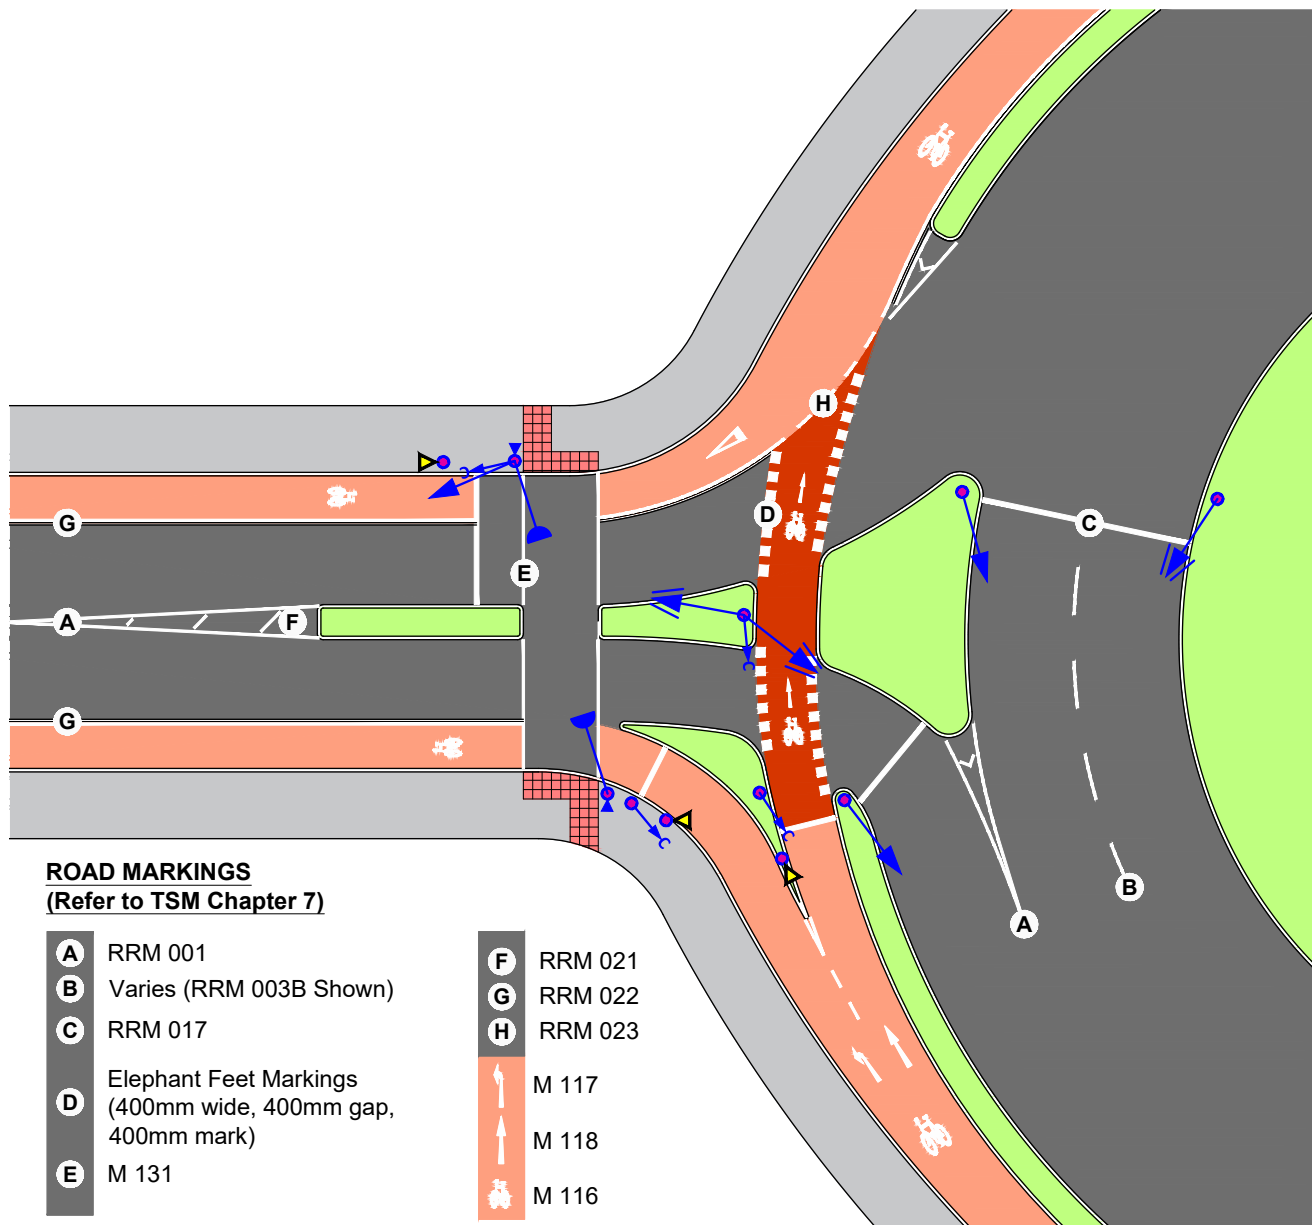 H
C
D
G
E
A
F
G
B
A
ROAD MARKINGS
(Refer to TSM Chapter 7)
A RRM 001
B Varies (RRM 003B Shown)
C RRM 017
D Elephant Feet Markings
(400mm wide, 400mm gap,
400mm mark)
E M 131
F RRM 021
G RRM 022
H RRM 023
M 117
M 118
M 116